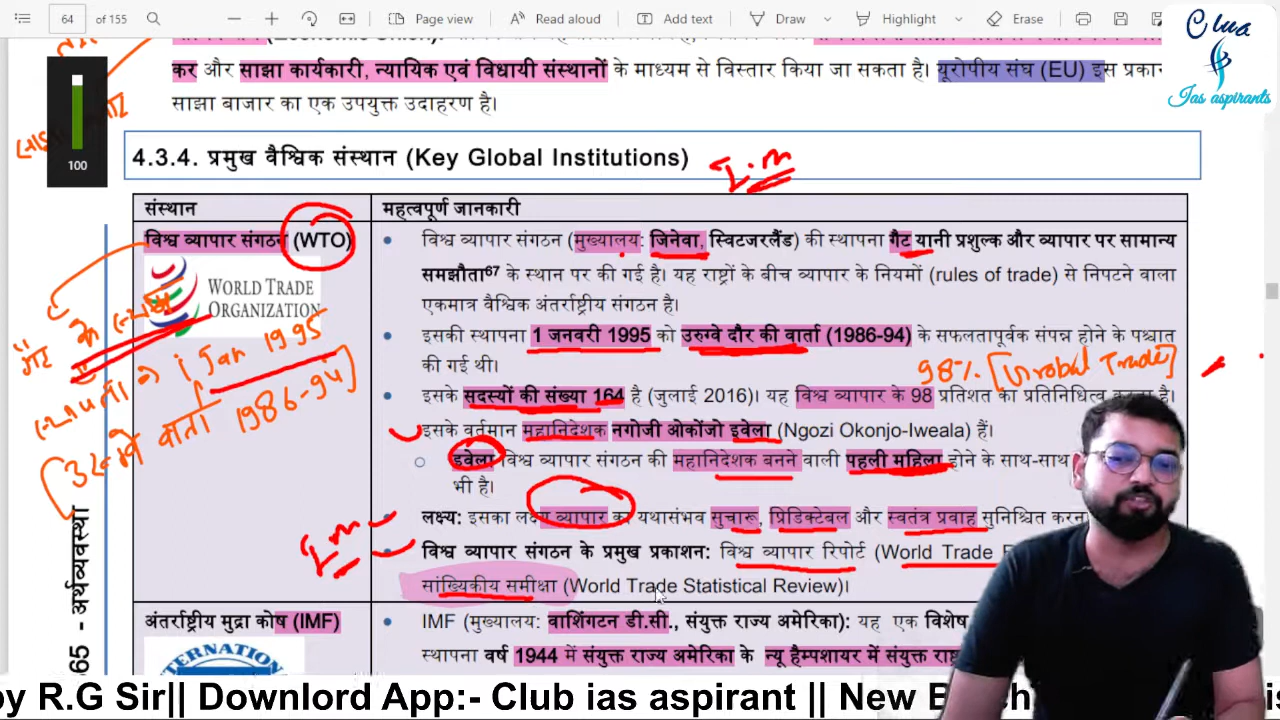 64 of 155
Page view
Read aloud
Add text
Draw
Highlight
Erase
Club
Ias aspirants
100
(Economic Union):
कर और साझा कार्यकारी, न्यायिक एवं विधायी संस्थानों के माध्यम से विस्तार किया जा सकता है। यूरोपीय संघ (EU) इस प्रका
साझा बाजार का एक उपयुक्त उदाहरण है।
4.3.4. प्रमुख वैश्विक संस्थान (Key Global Institutions)
I.m
संस्थान
महत्वपूर्ण जानकारी
विश्व व्यापार संगठन (WTO)
WORLD TRADE
ORGANIZATION
विश्व व्यापार संगठन (मुख्यालय: जिनेवा, स्विटजरलैंड) की स्थापना गैट यानी प्रशुल्क और व्यापार पर सामान्य
समझौता67 के स्थान पर की गई है। यह राष्ट्रों के बीच व्यापार के नियमों (rules of trade) से निपटने वाला
एकमात्र वैश्विक अंतर्राष्ट्रीय संगठन है।
इसकी स्थापना 1 जनवरी 1995 को उरुग्वे दौर की वार्ता (1986-94) के सफलतापूर्वक संपन्न होने के पश्चात
की गई थी।
98% [Global Trade]
इसके सदस्यों की संख्या 164 है (जुलाई 2016)। यह विश्व व्यापार के 98 प्रतिशत का प्रतिनिधित्व करता है।
इसके वर्तमान महानिदेशक नगोजी ओकोंजो इवेला (Ngozi Okonjo-Iweala) हैं।
इवेला विश्व व्यापार संगठन की महानिदेशक बनने वाली पहली महिला होने के साथ-साथ
भी है।
लक्ष्य: इसका लक्ष्य व्यापार का यथासंभव सुचारू, प्रिडिक्टेबल और स्वतंत्र प्रवाह सुनिश्चित करन
विश्व व्यापार संगठन के प्रमुख प्रकाशन: विश्व व्यापार रिपोर्ट (World Trade
सांख्यिकीय समीक्षा (World Trade Statistical Review)।
गैट के स्थान
स्थापना 1 Jan 1995
वार्ता 1986-94]
I.m
65 - अर्थव्यवस्था
अंतर्राष्ट्रीय मुद्रा कोष (IMF)
IMF (मुख्यालय: वाशिंगटन डी.सी., संयुक्त राज्य अमेरिका): यह एक विशेष
स्थापना वर्ष 1944 में संयुक्त राज्य अमेरिका के न्यू हैम्पशायर में संयुक्त राष्ट्र
by R.G Sir|| Downlord App:- Club ias aspirant || New B